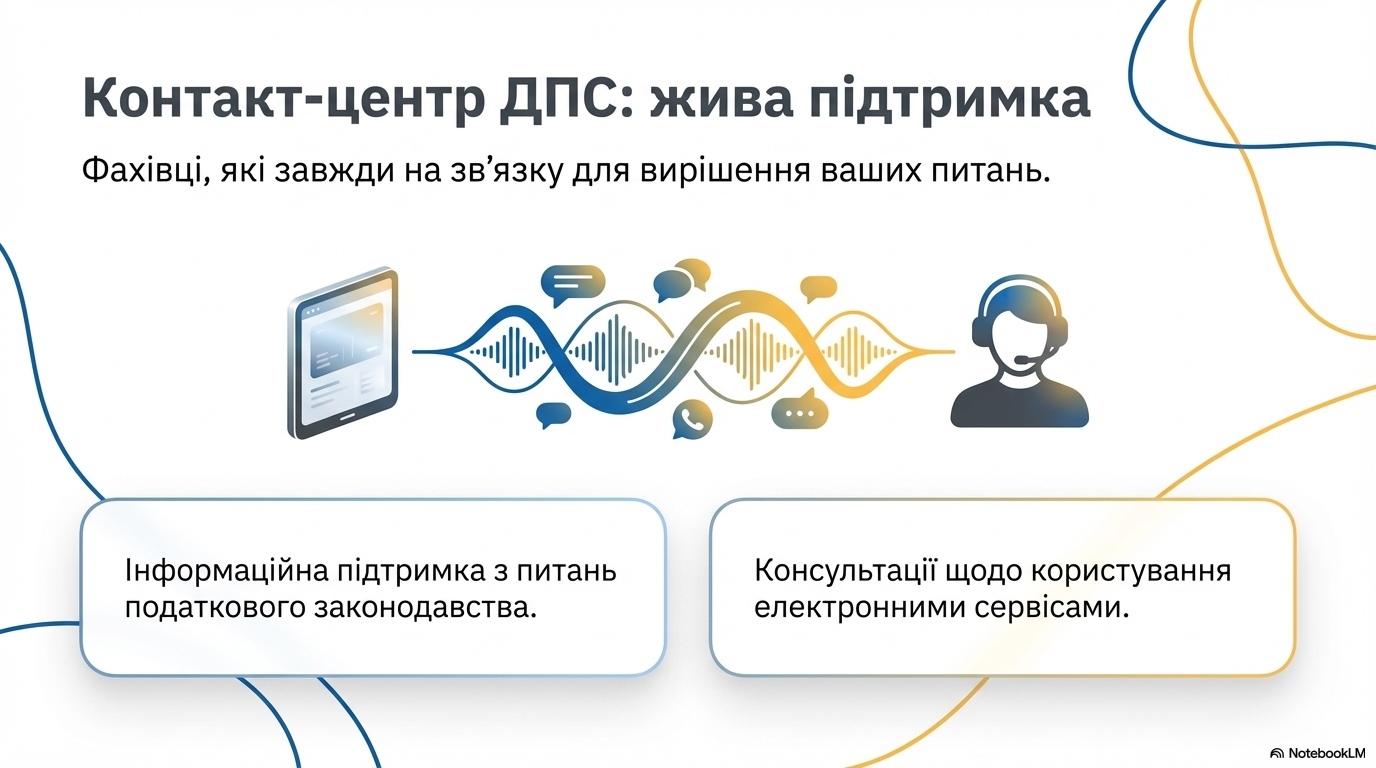 Контакт-центр ДПС: жива підтримка
Фахівці, які завжди на зв’язку для вирішення ваших питань.
Інформаційна підтримка з питань
податкового законодавства.
Консультації щодо користування
електронними сервісами.
NotebookLM